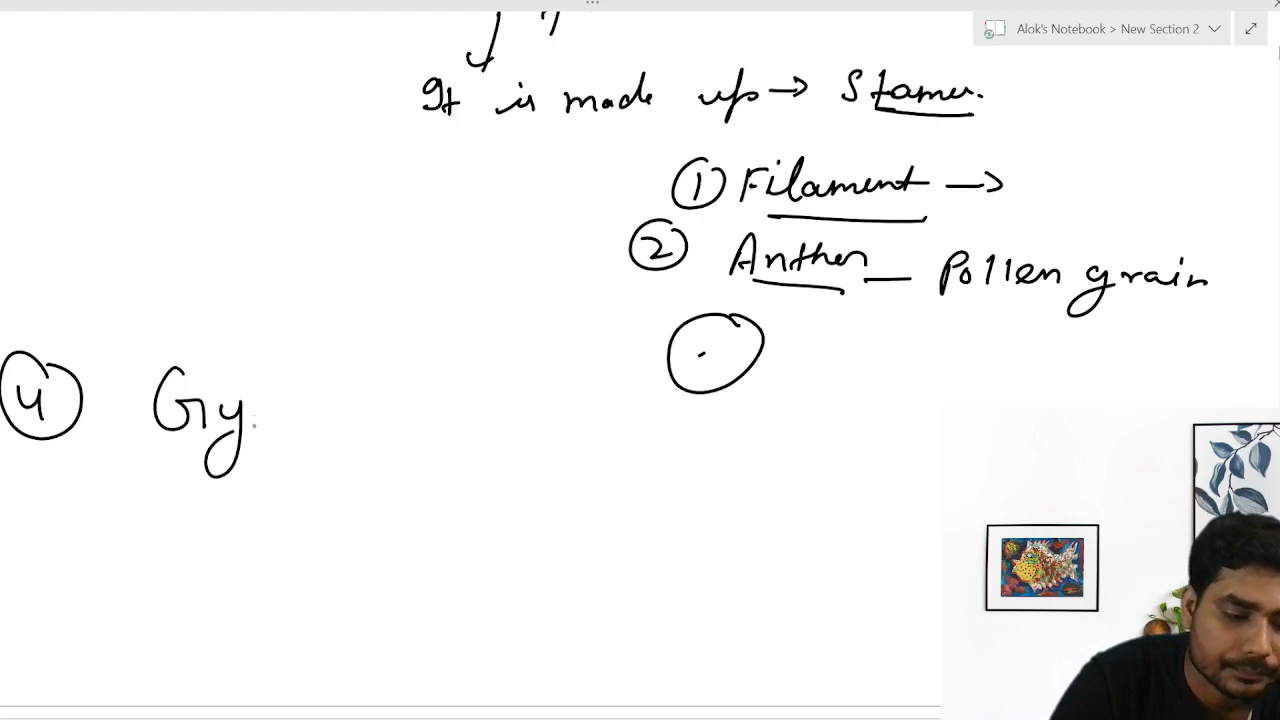 Alok's Notebook > New Section 2
It is made up → Stamen.
① Filament →
② Anther — Pollen grain
④ Gy